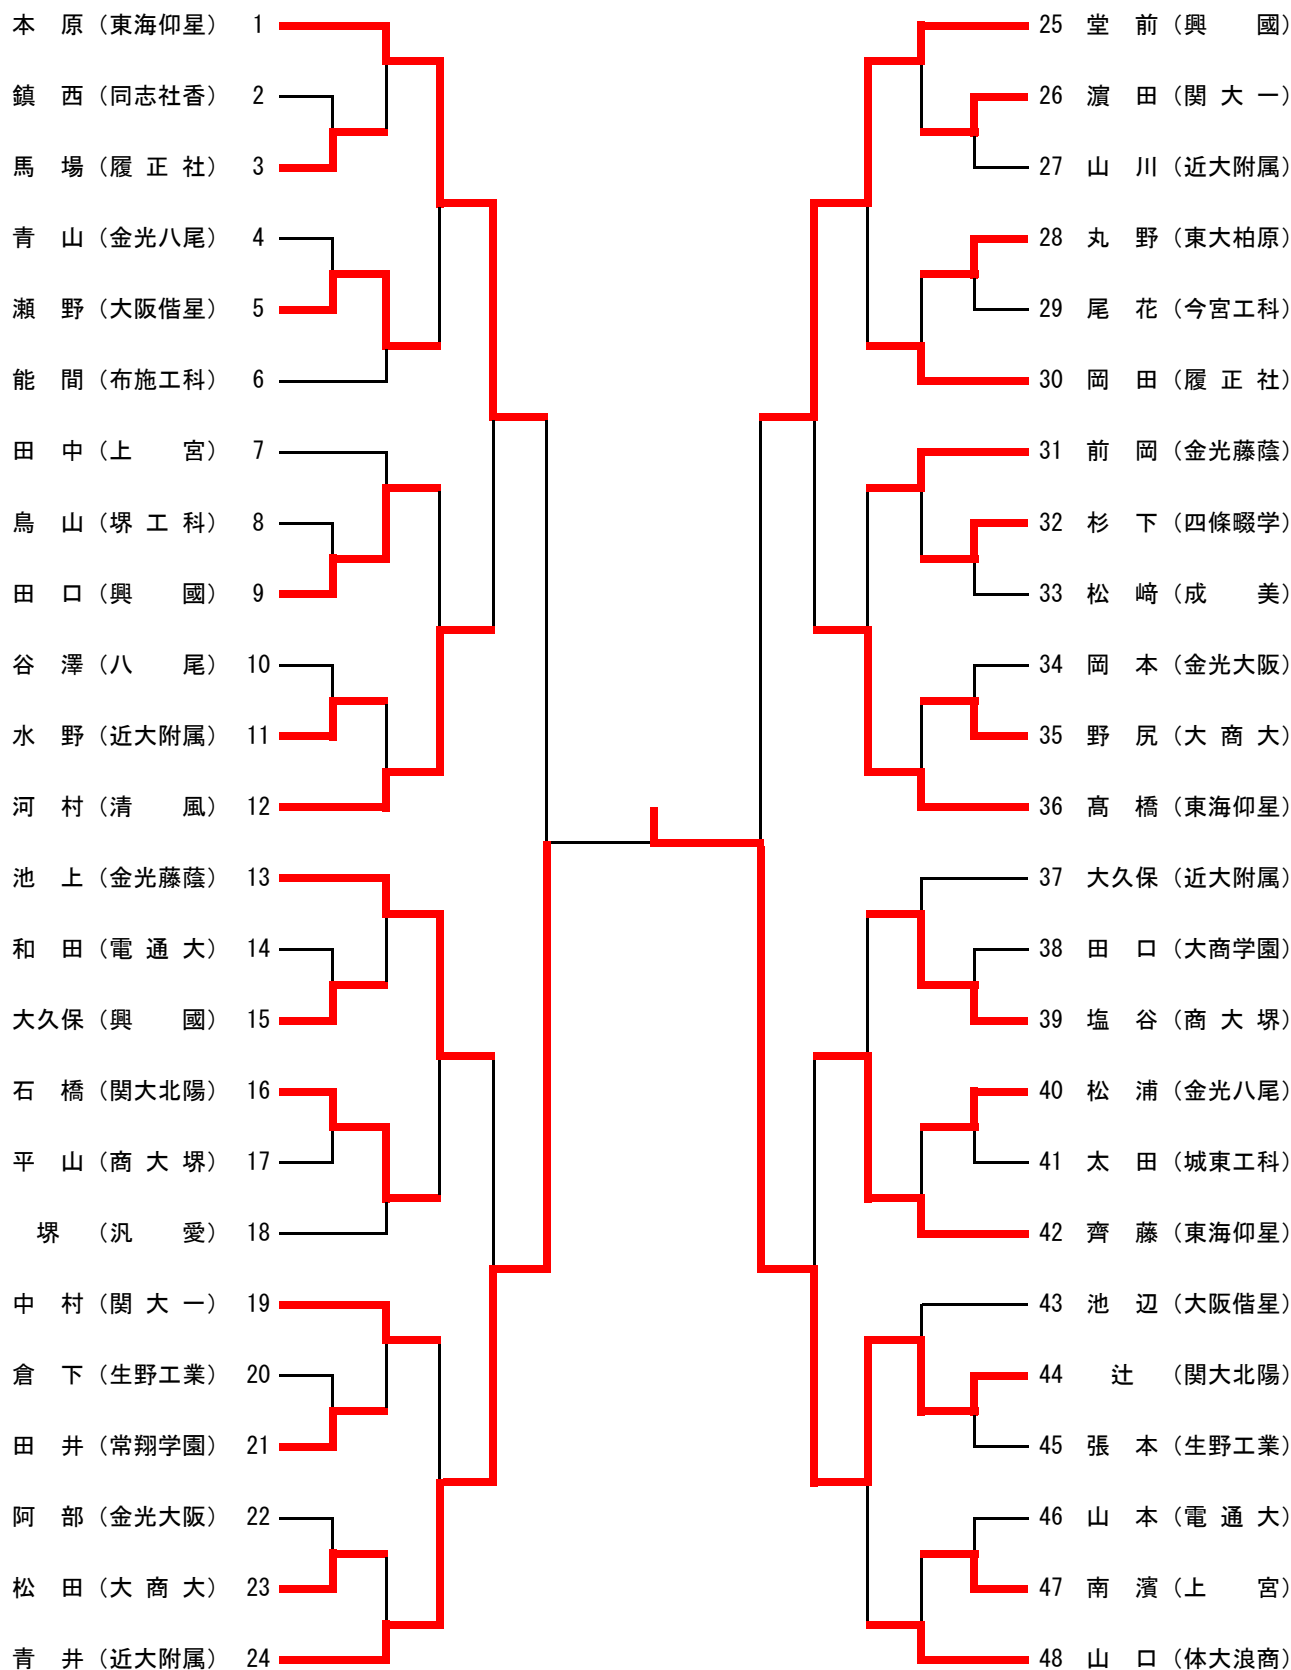 本　原（東海仰星） 1
鎮　西（同志社香） 2
馬　場（履 正 社） 3
青　山（金光八尾） 4
瀬　野（大阪偕星） 5
能　間（布施工科） 6
田　中（上　　宮） 7
鳥　山（堺 工 科） 8
田　口（興　　國） 9
谷　澤（八　　尾） 10
水　野（近大附属） 11
河　村（清　　風） 12
池　上（金光藤蔭） 13
和　田（電 通 大） 14
大久保（興　　國） 15
石　橋（関大北陽） 16
平　山（商 大 堺） 17
堺　（汎　　愛） 18
中　村（関 大 一） 19
倉　下（生野工業） 20
田　井（常翔学園） 21
阿　部（金光大阪） 22
松　田（大 商 大） 23
青　井（近大附属） 24
25 堂　前（興　　國）
26 濵　田（関 大 一）
27 山　川（近大附属）
28 丸　野（東大柏原）
29 尾　花（今宮工科）
30 岡　田（履 正 社）
31 前　岡（金光藤蔭）
32 杉　下（四條畷学）
33 松　﨑（成　　美）
34 岡　本（金光大阪）
35 野　尻（大 商 大）
36 髙　橋（東海仰星）
37 大久保（近大附属）
38 田　口（大商学園）
39 塩　谷（商 大 堺）
40 松　浦（金光八尾）
41 太　田（城東工科）
42 齊　藤（東海仰星）
43 池　辺（大阪偕星）
44 辻　（関大北陽）
45 張　本（生野工業）
46 山　本（電 通 大）
47 南　濱（上　　宮）
48 山　口（体大浪商）